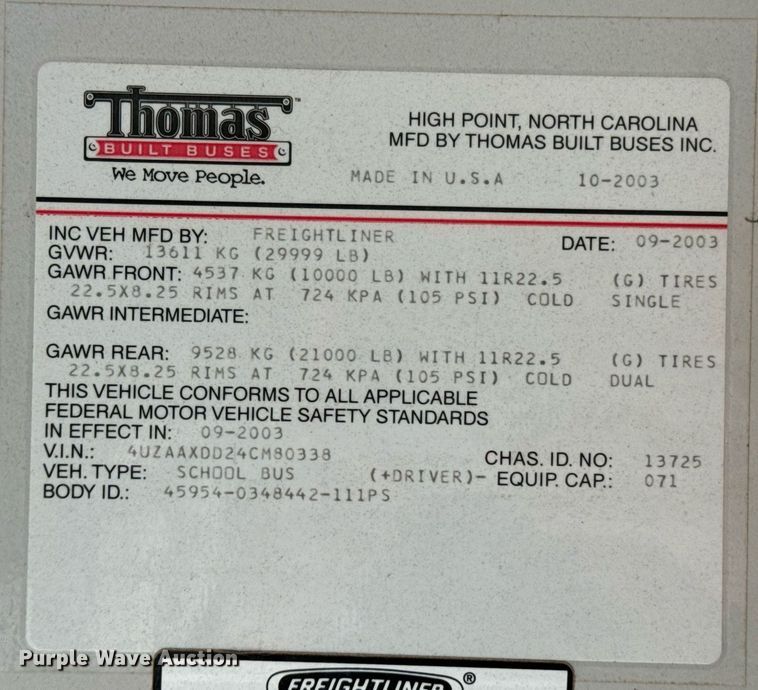 Thomas ™
BUILT BUSES
We Move People.
HIGH POINT, NORTH CAROLINA
MFD BY THOMAS BUILT BUSES INC.
MADE IN U.S.A 10-2003
INC VEH MFD BY: FREIGHTLINER DATE: 09-2003
GVWR: 13611 KG (29999 LB)
GAWR FRONT: 4537 KG (10000 LB) WITH 11R22.5 (G) TIRES
22.5X8.25 RIMS AT 724 KPA (105 PSI) COLD SINGLE
GAWR INTERMEDIATE:
GAWR REAR: 9528 KG (21000 LB) WITH 11R22.5 (G) TIRES
22.5X8.25 RIMS AT 724 KPA (105 PSI) COLD DUAL
THIS VEHICLE CONFORMS TO ALL APPLICABLE
FEDERAL MOTOR VEHICLE SAFETY STANDARDS
IN EFFECT IN: 09-2003
V.I.N.: 4UZAAXDD24CM80338 CHAS. ID. NO: 13725
VEH. TYPE: SCHOOL BUS (+DRIVER)- EQUIP. CAP.: 071
BODY ID.: 45954-0348442-111PS
Purple Wave Auction
FREIGHTLINER ®